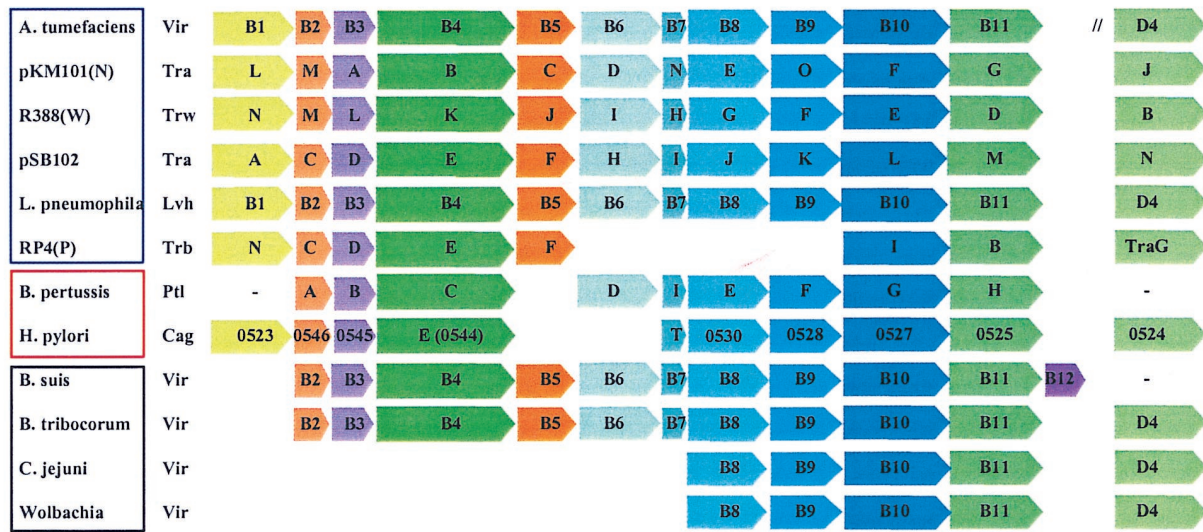 A. tumefaciens Vir B1 B2 B3 B4 B5 B6 B7 B8 B9 B10 B11 // D4
pKM101(N) Tra L M A B C D N E O F G J
R388(W) Trw N M L K J I H G F E D B
pSB102 Tra A C D E F H I J K L M N
L. pneumophila Lvh B1 B2 B3 B4 B5 B6 B7 B8 B9 B10 B11 D4
RP4(P) Trb N C D E F I B TraG
B. pertussis Ptl - A B C D I E F G H -
H. pylori Cag 0523 0546 0545 E (0544) T 0530 0528 0527 0525 0524
B. suis Vir B2 B3 B4 B5 B6 B7 B8 B9 B10 B11 B12 -
B. tribocorum Vir B2 B3 B4 B5 B6 B7 B8 B9 B10 B11 D4
C. jejuni Vir B8 B9 B10 B11 D4
Wolbachia Vir B8 B9 B10 B11 D4